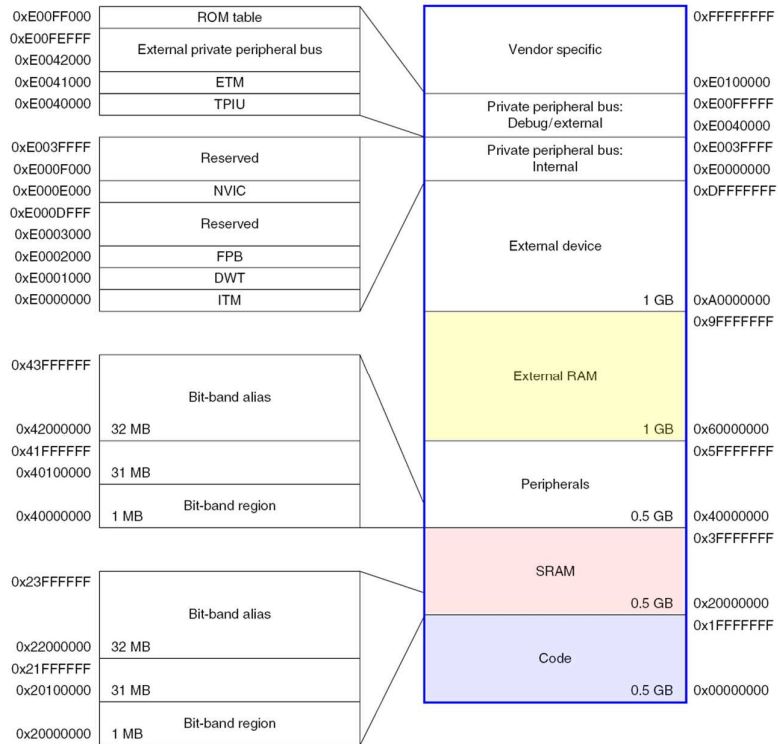 0xE00FF000 ROM table
0xE00FEFFF
External private peripheral bus
0xE0042000
0xE0041000 ETM
0xE0040000 TPIU
0xE003FFFF
Reserved
0xE000F000
0xE000E000 NVIC
0xE000DFFF
Reserved
0xE0003000
0xE0002000 FPB
0xE0001000 DWT
0xE0000000 ITM
0x43FFFFFF
Bit-band alias
0x42000000 32 MB
0x41FFFFFF
0x40100000 31 MB
Bit-band region
0x40000000 1 MB
0x23FFFFFF
Bit-band alias
0x22000000 32 MB
0x21FFFFFF
0x20100000 31 MB
Bit-band region
0x20000000 1 MB
0xFFFFFFFF
Vendor specific
0xE0100000
Private peripheral bus: 0xE00FFFFF
Debug/external 0xE0040000
Private peripheral bus: 0xE003FFFF
Internal 0xE0000000
0xDFFFFFFF
External device
1 GB 0xA0000000
0x9FFFFFFF
External RAM
1 GB 0x60000000
0x5FFFFFFF
Peripherals
0.5 GB 0x40000000
0x3FFFFFFF
SRAM
0.5 GB 0x20000000
0x1FFFFFFF
Code
0.5 GB 0x00000000